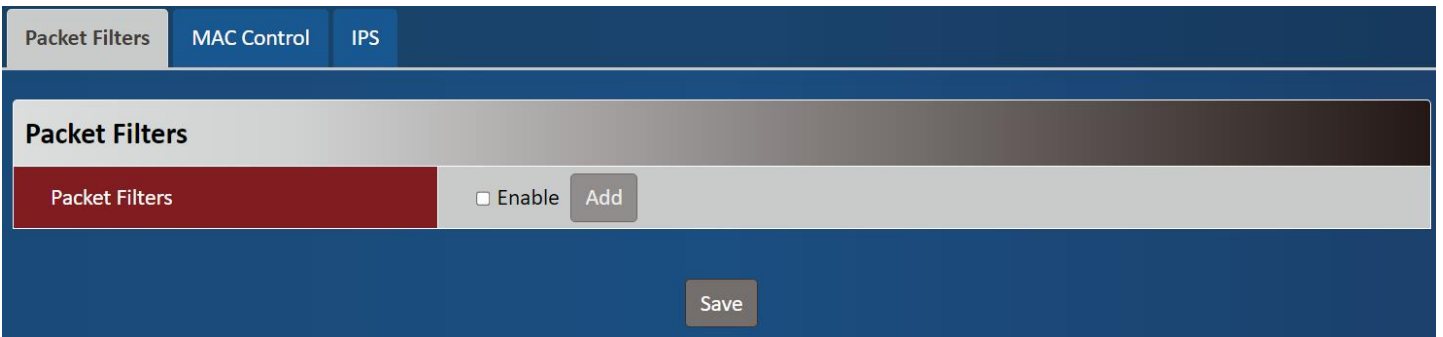 Packet Filters MAC Control IPS
Packet Filters
Packet Filters Enable Add
Save